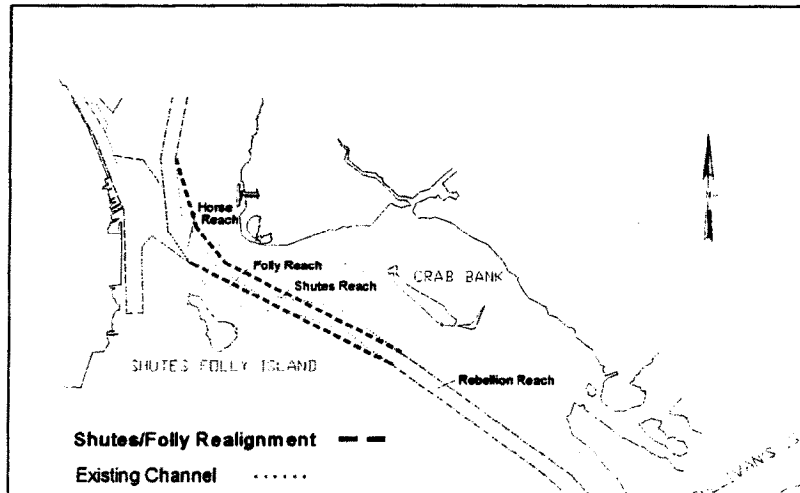 Horse
Reach
Folly Reach
Shutes Reach
CRAB BANK
SHUTES FOLLY ISLAND
Rebellion Reach
Shutes/Folly Realignment
Existing Channel
N